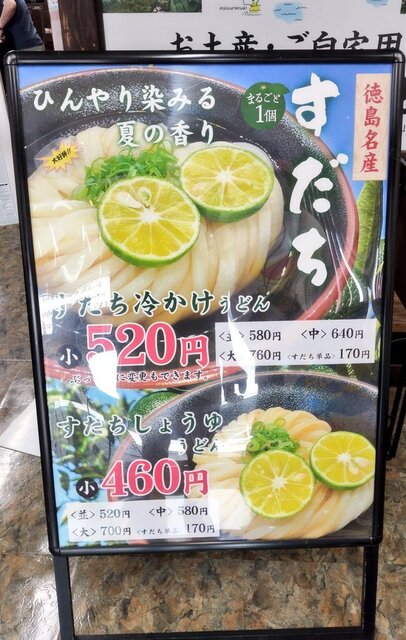 お土産・ご自宅用
徳島名産
すだち
まるごと
1個
ひんやり染みる
夏の香り
大好評!!
すだち冷かけうどん
小520円
〈並〉580円 〈中〉640円
〈大〉760円 〈すだち単品〉170円
に変更もできます。
すだちしょうゆ
うどん
小460円
〈並〉520円 〈中〉580円
〈大〉700円 〈すだち単品〉170円